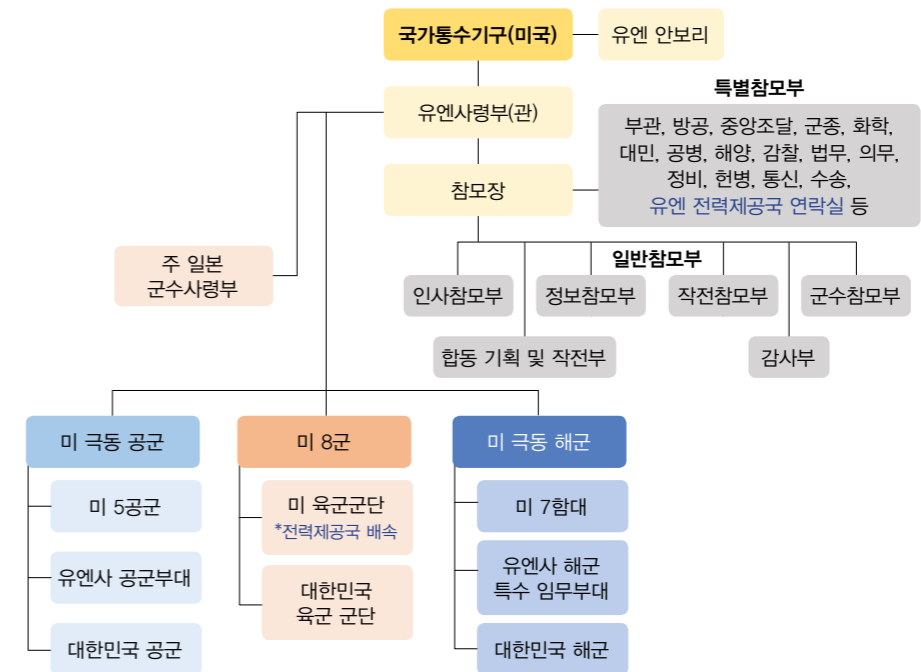 국가통수기구(미국)
유엔 안보리
유엔사령부(관)
특별참모부
부관, 방공, 중앙조달, 군종, 화학,
대민, 공병, 해양, 감찰, 법무, 의무,
정비, 헌병, 통신, 수송,
유엔 전력제공국 연락실 등
참모장
주 일본
군수사령부
일반참모부
인사참모부
정보참모부
작전참모부
군수참모부
합동 기획 및 작전부
감사부
미 극동 공군
미 8군
미 극동 해군
미 5공군
미 육군군단
*전력제공국 배속
미 7함대
유엔사 공군부대
대한민국
육군 군단
유엔사 해군
특수 임무부대
대한민국 공군
대한민국 해군